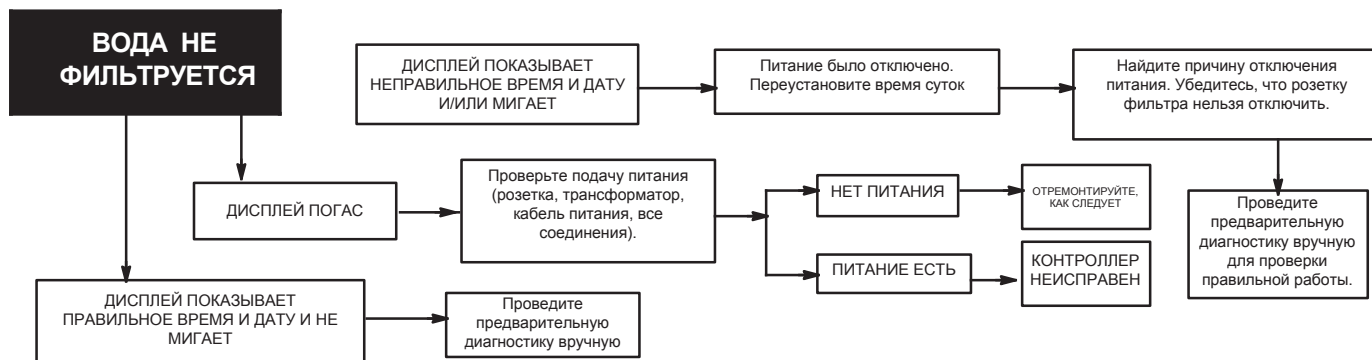 ВОДА НЕ
ФИЛЬТРУЕТСЯ
ДИСПЛЕЙ ПОКАЗЫВАЕТ
НЕПРАВИЛЬНОЕ ВРЕМЯ И ДАТУ
И/ИЛИ МИГАЕТ
Питание было отключено.
Переустановите время суток
Найдите причину отключения
питания. Убедитесь, что розетку
фильтра нельзя отключить.
Проведите
предварительную
диагностику вручную
для проверки
правильной работы.
ДИСПЛЕЙ ПОГАС
Проверьте подачу питания
(розетка, трансформатор,
кабель питания, все
соединения).
НЕТ ПИТАНИЯ
ОТРЕМОНТИРУЙТЕ,
КАК СЛЕДУЕТ
ПИТАНИЕ ЕСТЬ
КОНТРОЛЛЕР
НЕИСПРАВЕН
ДИСПЛЕЙ ПОКАЗЫВАЕТ
ПРАВИЛЬНОЕ ВРЕМЯ И ДАТУ И НЕ
МИГАЕТ
Проведите
предварительную
диагностику вручную